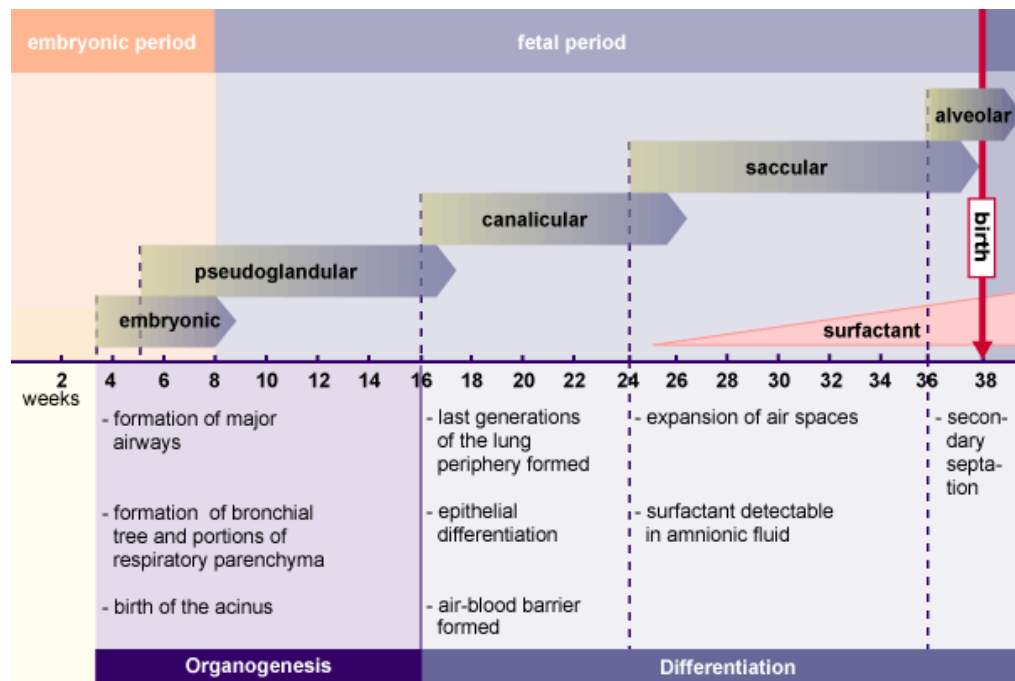 embryonic period
fetal period
alveolar
saccular
canalicular
pseudoglandular
embryonic
birth
surfactant
2 4 6 8 10 12 14 16 18 20 22 24 26 28 30 32 34 36 38
weeks
- formation of major
airways
- formation of bronchial
tree and portions of
respiratory parenchyma
- birth of the acinus
- last generations
of the lung
periphery formed
- epithelial
differentiation
- air-blood barrier
formed
- expansion of air spaces
- surfactant detectable
in amnionic fluid
- secon-
dary
septa-
tion
Organogenesis
Differentiation